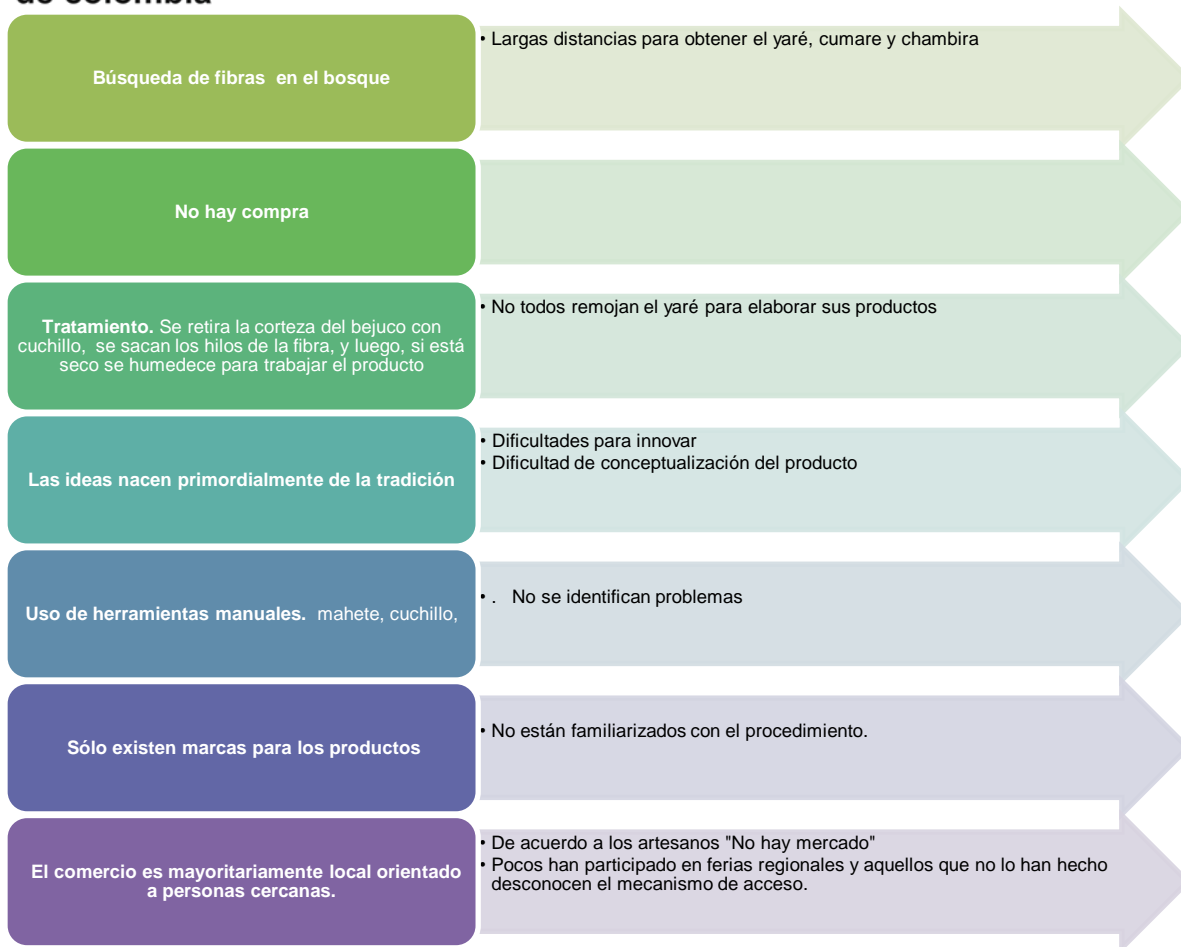 de colombia
Búsqueda de fibras en el bosque
• Largas distancias para obtener el yaré, cumare y chambira
No hay compra
Tratamiento. Se retira la corteza del bejuco con
cuchillo, se sacan los hilos de la fibra, y luego, si está
seco se humedece para trabajar el producto
• No todos remojan el yaré para elaborar sus productos
Las ideas nacen primordialmente de la tradición
• Dificultades para innovar
• Dificultad de conceptualización del producto
Uso de herramientas manuales. mahete, cuchillo,
• . No se identifican problemas
Sólo existen marcas para los productos
• No están familiarizados con el procedimiento.
El comercio es mayoritariamente local orientado
a personas cercanas.
• De acuerdo a los artesanos "No hay mercado"
• Pocos han participado en ferias regionales y aquellos que no lo han hecho
desconocen el mecanismo de acceso.